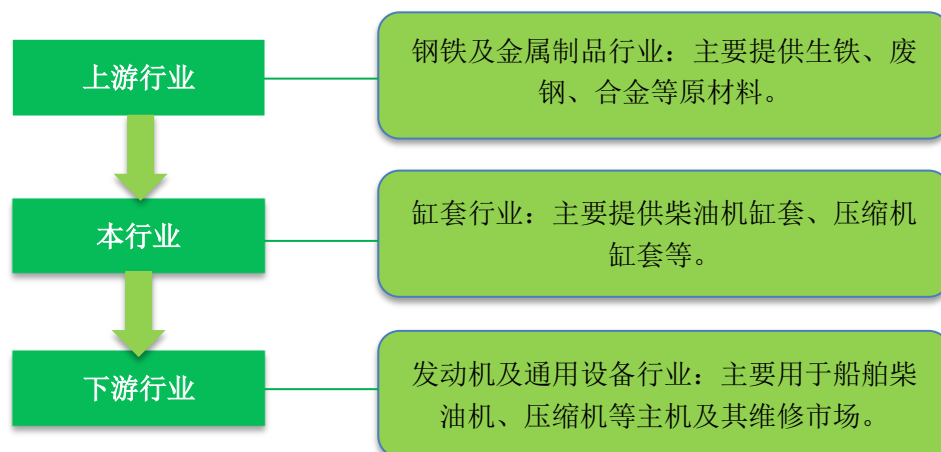 上游行业
钢铁及金属制品行业：主要提供生铁、废
钢、合金等原材料。
本行业
缸套行业：主要提供柴油机缸套、压缩机
缸套等。
下游行业
发动机及通用设备行业：主要用于船舶柴
油机、压缩机等主机及其维修市场。